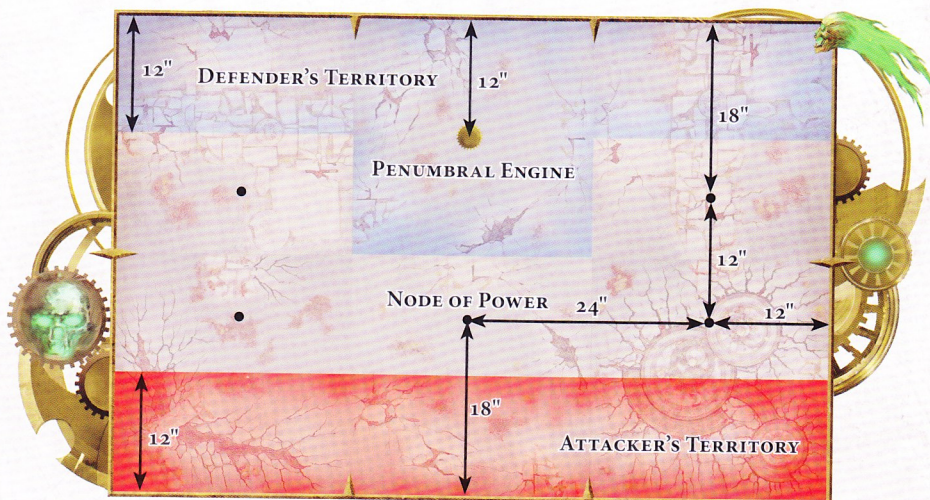 12"
DEFENDER'S TERRITORY
12"
18"
PENUMBRAL ENGINE
12"
NODE OF POWER
24"
12"
12"
18"
ATTACKER'S TERRITORY